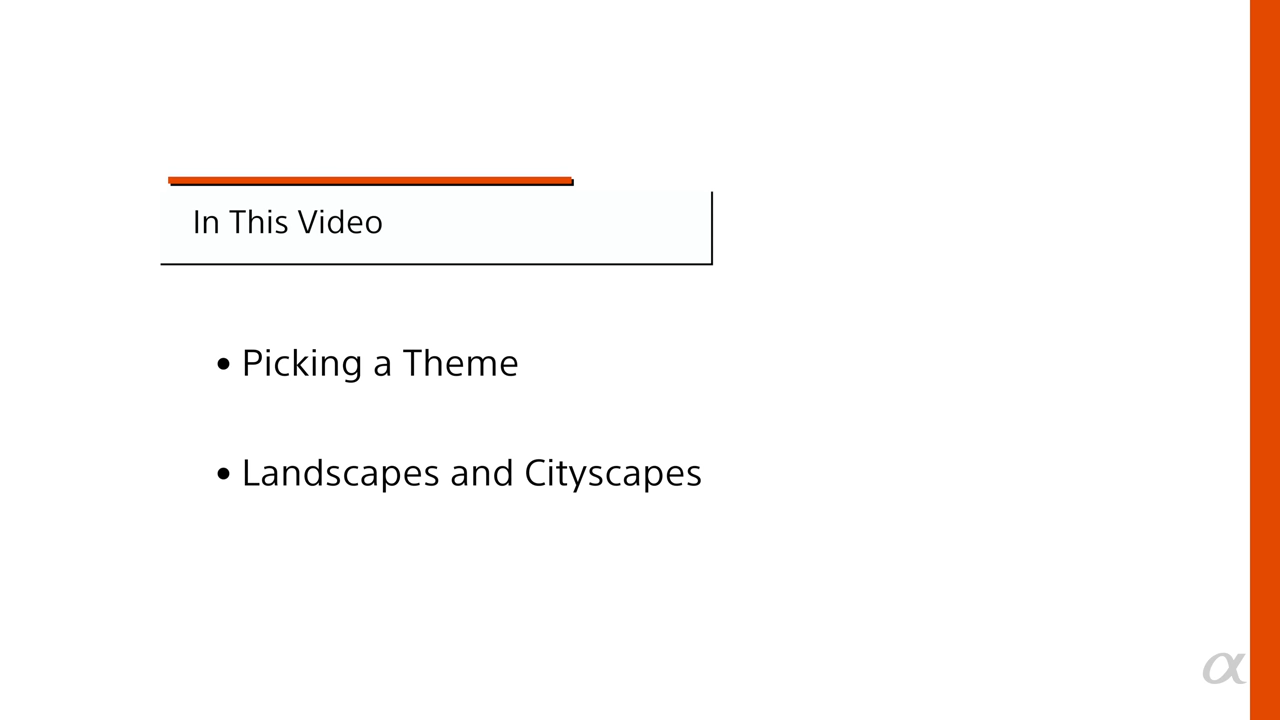 In This Video
• Picking a Theme
• Landscapes and Cityscapes
α